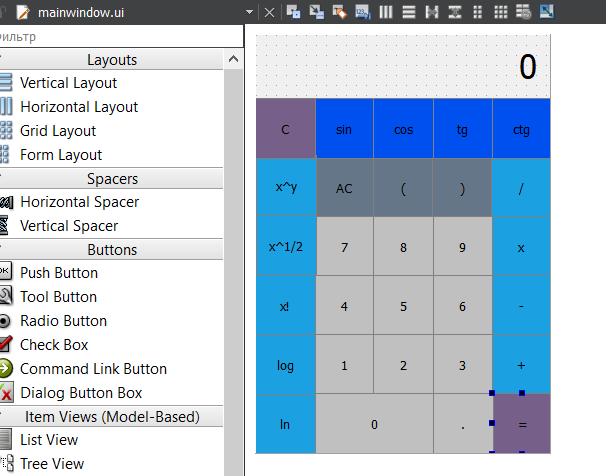 mainwindow.ui
ильтр
Layouts
Vertical Layout
Horizontal Layout
Grid Layout
Form Layout
Spacers
Horizontal Spacer
Vertical Spacer
Buttons
OK Push Button
Tool Button
Radio Button
Check Box
Command Link Button
Dialog Button Box
Item Views (Model-Based)
List View
Tree View
0
C sin cos tg ctg
x^y AC ( ) /
x^1/2 7 8 9 x
x! 4 5 6 -
log 1 2 3 +
ln 0 . =